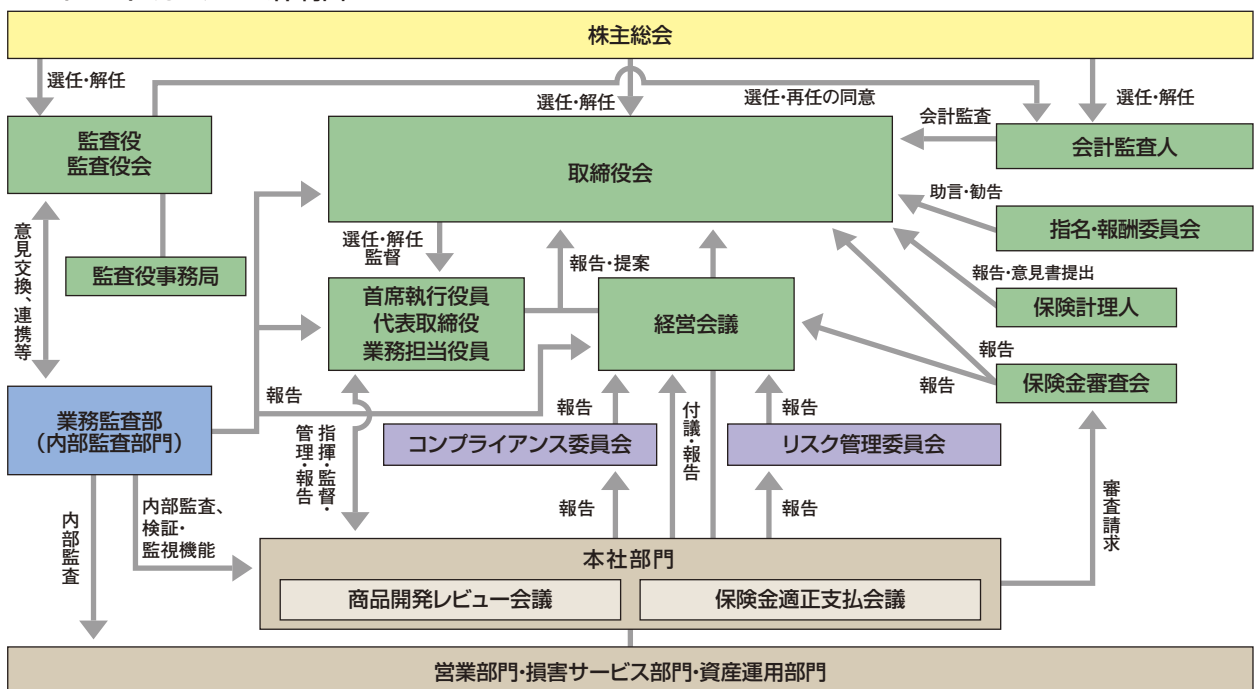 株主総会
選任・解任
選任・解任
選任・再任の同意
選任・解任
監査役
監査役会
取締役会
会計監査
会計監査人
助言・勧告
指名・報酬委員会
意見交換、連携等
監査役事務局
選任・解任
監督
報告・提案
報告・意見書提出
首席執行役員
代表取締役
業務担当役員
経営会議
保険計理人
報告
報告
保険金審査会
業務監査部
（内部監査部門）
報告
指揮・監督・
管理・報告
報告
付議・報告
報告
コンプライアンス委員会
リスク管理委員会
内部監査
内部監査、
検証・
監視機能
報告
報告
審査請求
本社部門
商品開発レビュー会議
保険金適正支払会議
営業部門・損害サービス部門・資産運用部門